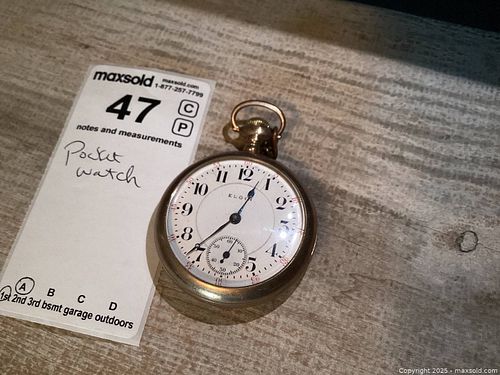 maxsold maxsold.com
1-877-257-7799
47 C
P
notes and measurements
Pocket
watch
A B C D
1st 2nd 3rd bsmt garage outdoors
12 1 2 3 4 5 7 8 9 10 11
ELGIN
Copyright 2025 - maxsold.com